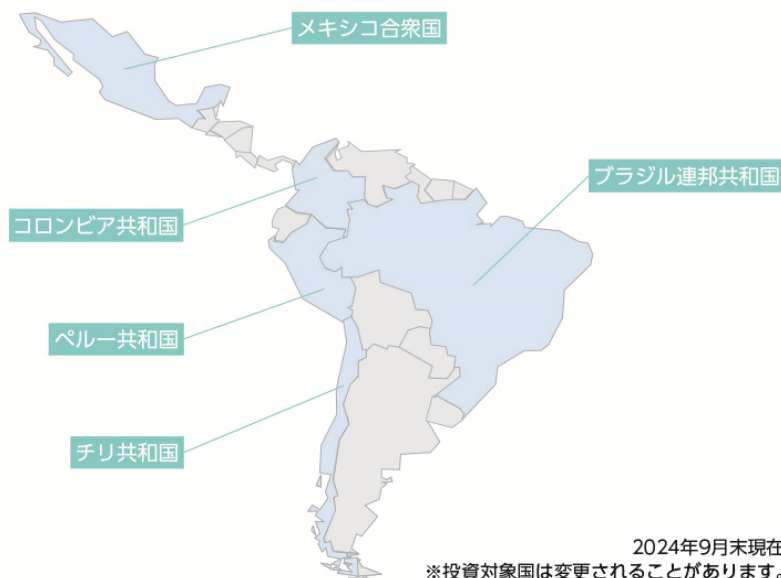 メキシコ合衆国
ブラジル連邦共和国
コロンビア共和国
ペルー共和国
チリ共和国
2024年9月末現在
※投資対象国は変更されることがあります。